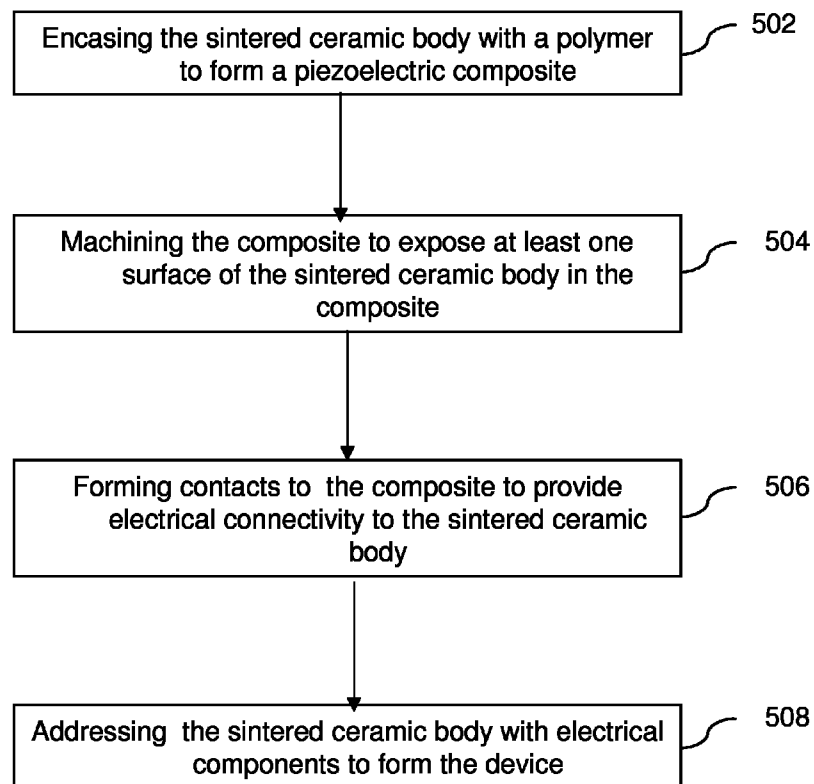 Encasing the sintered ceramic body with a polymer
to form a piezoelectric composite
502
Machining the composite to expose at least one
surface of the sintered ceramic body in the
composite
504
Forming contacts to the composite to provide
electrical connectivity to the sintered ceramic
body
506
Addressing the sintered ceramic body with electrical
components to form the device
508